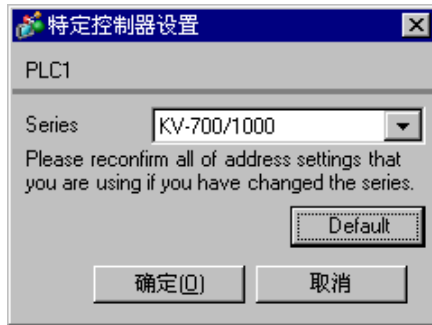 特定控制器设置
PLC1
Series KV-700/1000
Please reconfirm all of address settings that
you are using if you have changed the series.
Default
确定(O) 取消